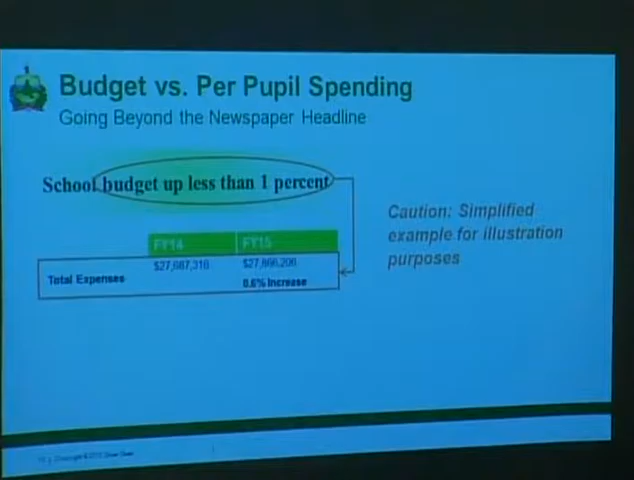 Budget vs. Per Pupil Spending
Going Beyond the Newspaper Headline
School budget up less than 1 percent
Caution: Simplified
example for illustration
purposes
FY14 FY15
Total Expenses
0.6% Increase